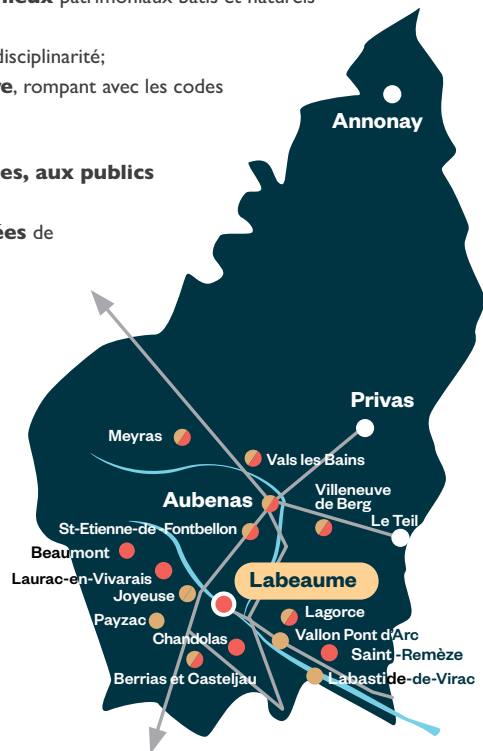 eux patrimoniaux bâtis et naturels
disciplinarité;
e, rompant avec les codes
Annonay
es, aux publics
ées de
Privas
Meyras
Vals les Bains
Villeneuve
de Berg
Aubenas
Le Teil
St-Etienne-de-Fontbellon
Beaumont
Laurac-en-Vivarais
Labeaume
Joyeuse
Lagorce
Payzac
Vallon Pont d'Arc
Chandolas
Saint-Remèze
Berrias et Casteljau
Labastide-de-Virac